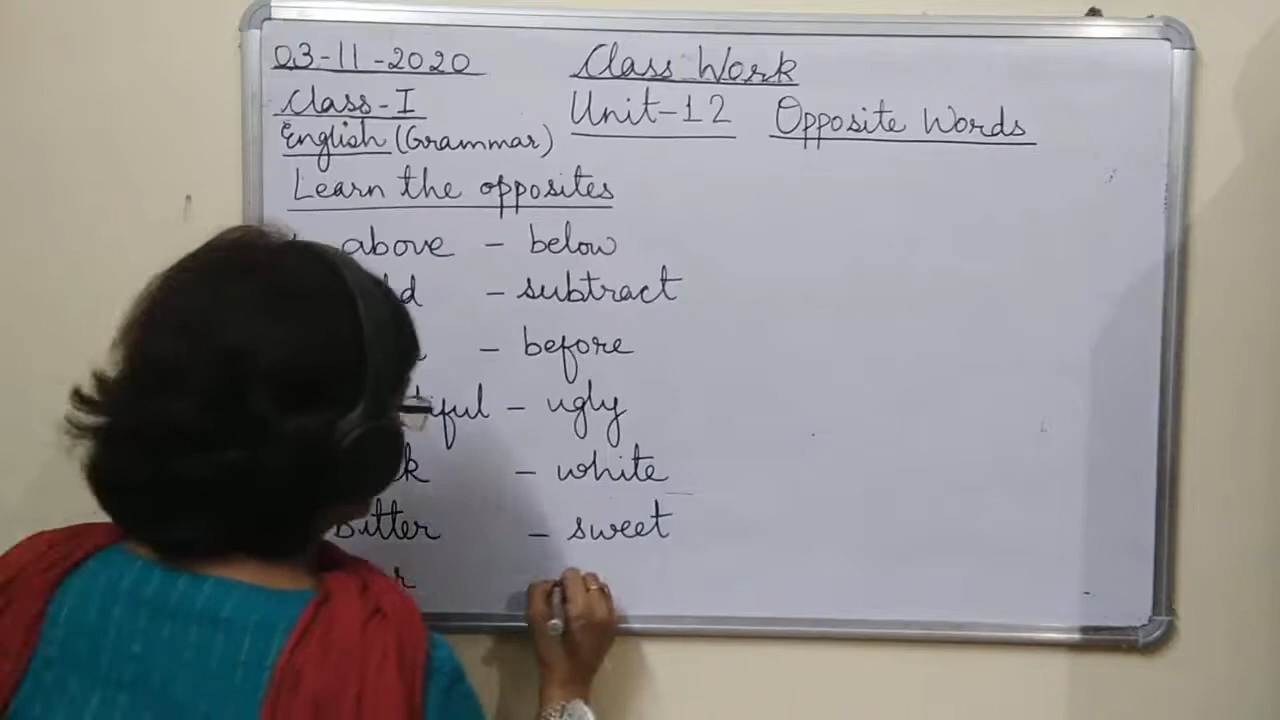 03-11-2020 Class Work
Class-I Unit-12 Opposite Words
English (Grammar)
Learn the opposites
above - below
- subtract
- before
- ugly
- white
bitter - sweet